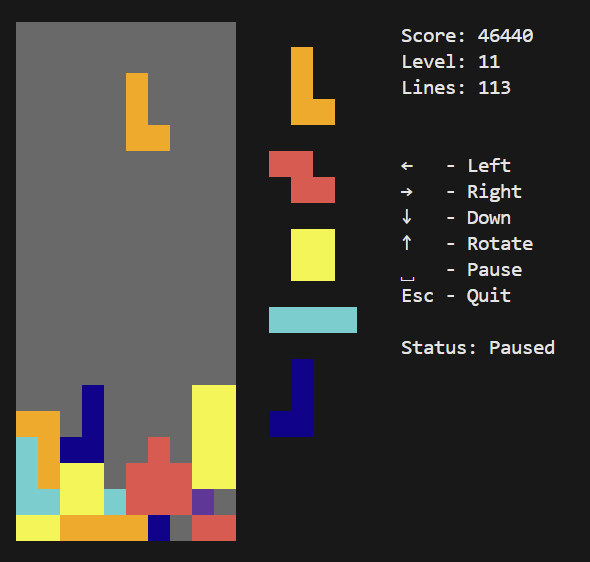 Score: 46440
Level: 11
Lines: 113
← - Left
→ - Right
↓ - Down
↑ - Rotate
⎵ - Pause
Esc - Quit
Status: Paused